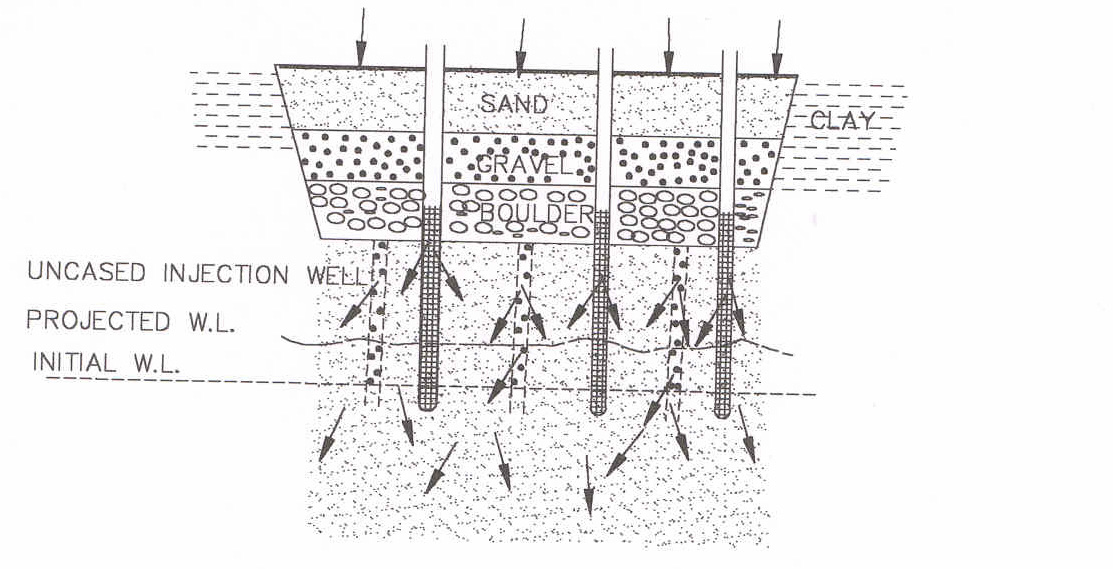 SAND
CLAY
GRAVEL
BOULDER
UNCASED INJECTION WELL
PROJECTED W.L.
INITIAL W.L.